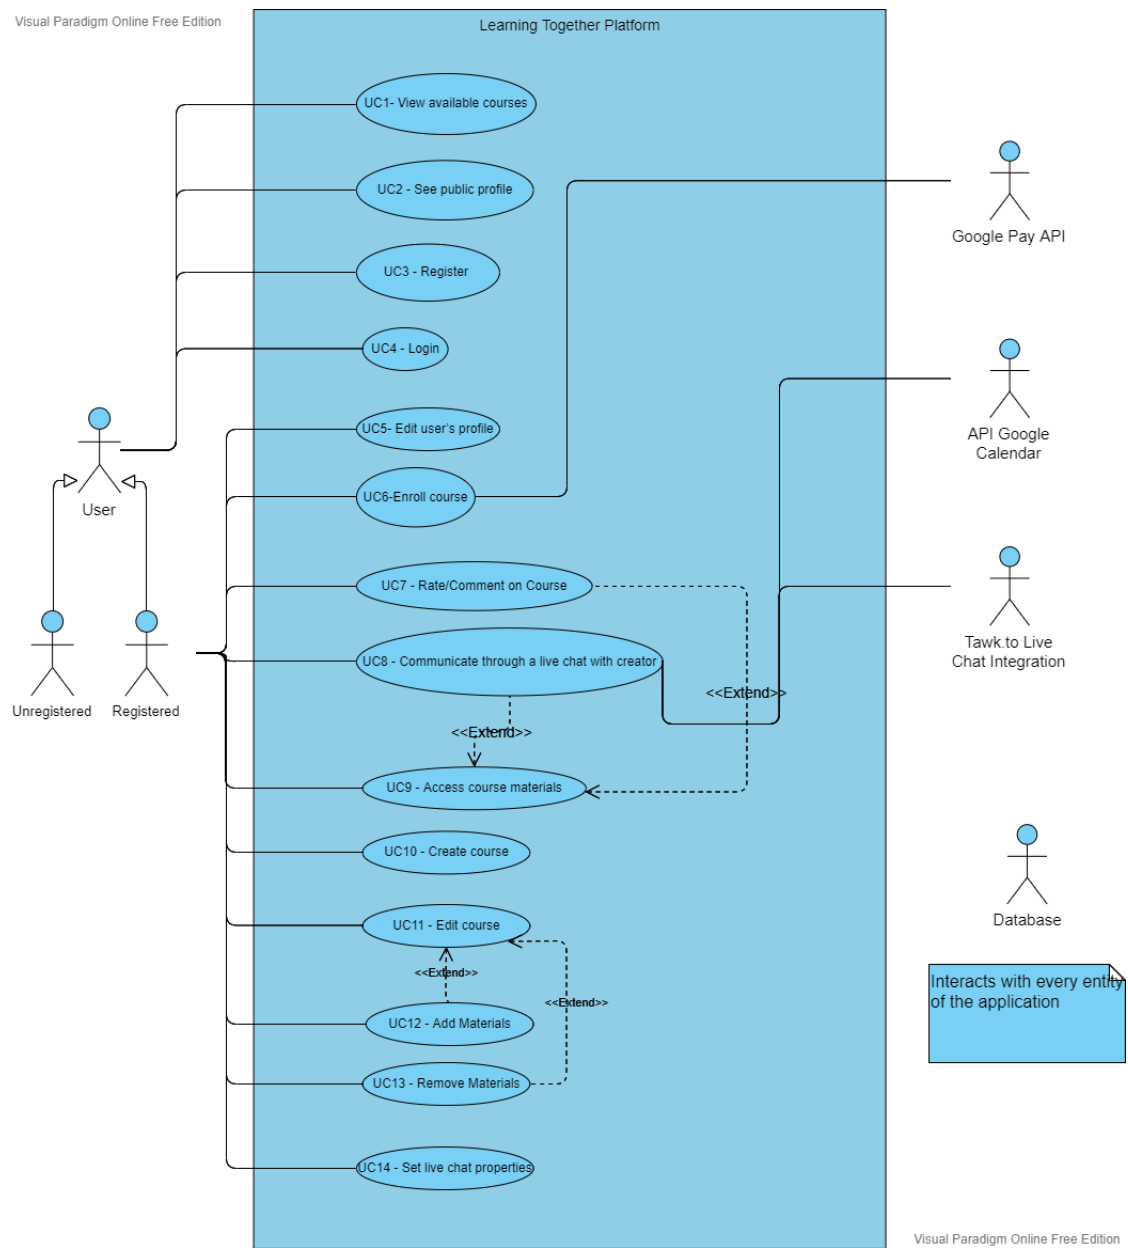 Visual Paradigm Online Free Edition
Learning Together Platform
UC1- View available courses
UC2 - See public profile
UC3 - Register
UC4 - Login
UC5- Edit user's profile
UC6-Enroll course
UC7 - Rate/Comment on Course
UC8 - Communicate through a live chat with creator
<<Extend>>
<<Extend>>
UC9 - Access course materials
UC10 - Create course
UC11 - Edit course
<<Extend>>
<<Extend>>
UC12 - Add Materials
UC13 - Remove Materials
UC14 - Set live chat properties
User
Unregistered
Registered
Google Pay API
API Google
Calendar
Tawk.to Live
Chat Integration
Database
Interacts with every entity
of the application
Visual Paradigm Online Free Edition